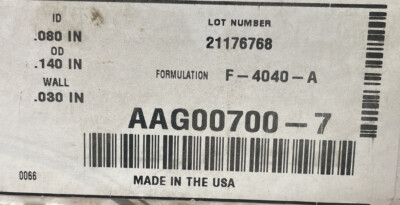 ID
.080 IN
OD
.140 IN
WALL
.030 IN
LOT NUMBER
21176768
FORMULATION F-4040-A
AAG00700-7
0066
MADE IN THE USA